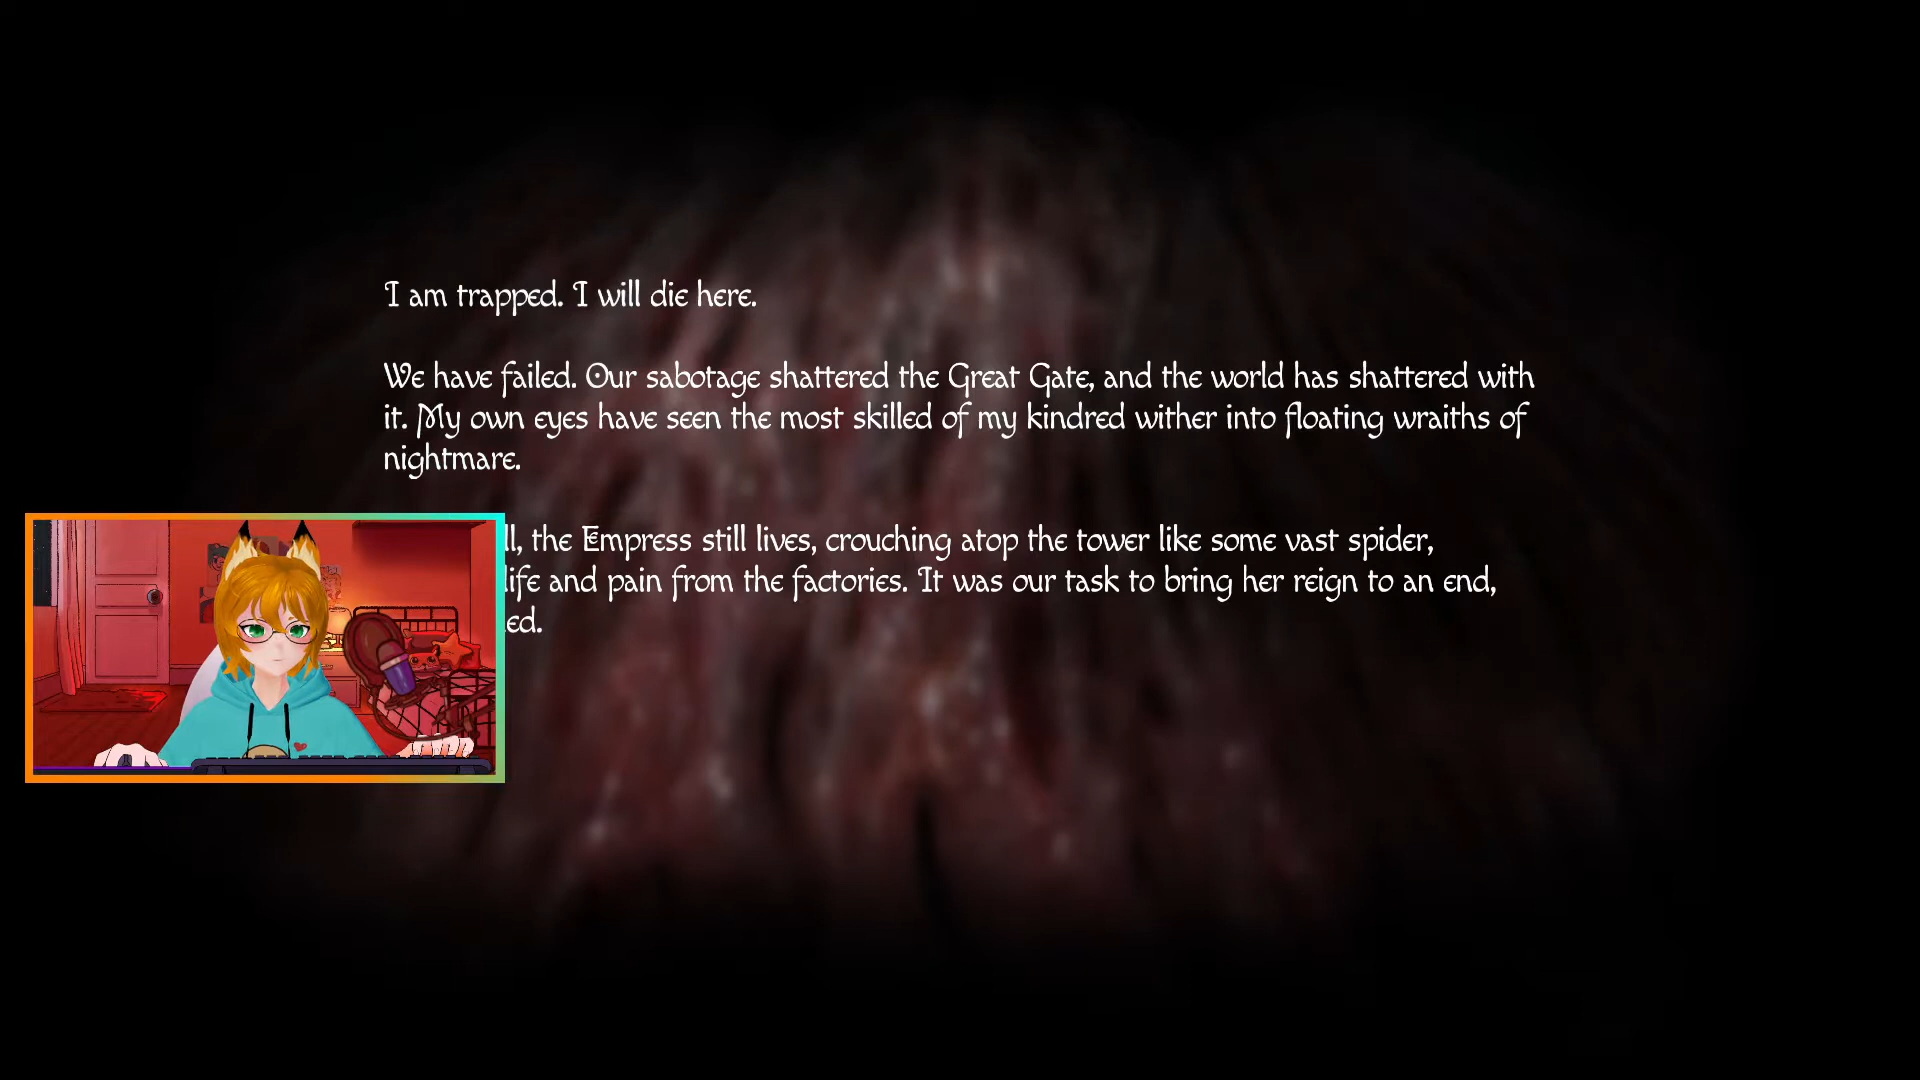 I am trapped. I will die here.
We have failed. Our sabotage shattered the Great Gate, and the world has shattered with
it. My own eyes have seen the most skilled of my kindred wither into floating wraiths of
nightmare.
the Empress still lives, crouching atop the tower like some vast spider,
life and pain from the factories. It was our task to bring her reign to an end,